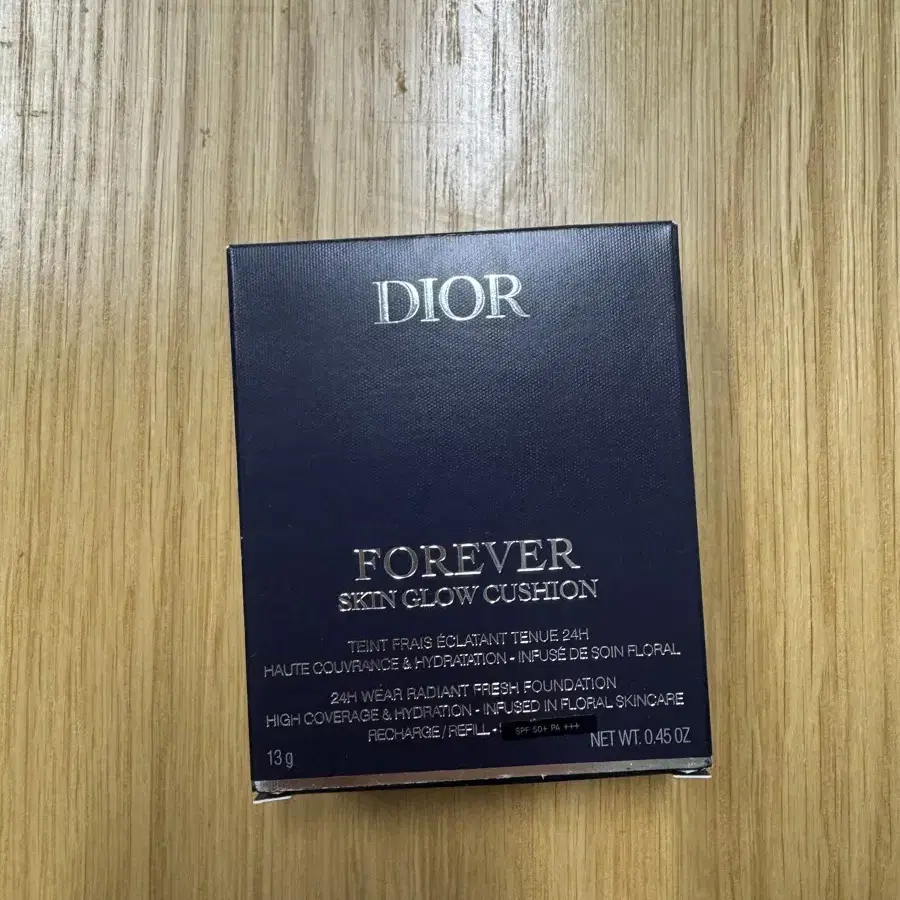 DIOR
FOREVER
SKIN GLOW CUSHION
TEINT FRAIS ÉCLATANT TENUE 24H
HAUTE COUVRANCE & HYDRATATION - INFUSÉ DE SOIN FLORAL
24H WEAR RADIANT FRESH FOUNDATION
HIGH COVERAGE & HYDRATION - INFUSED IN FLORAL SKINCARE
RECHARGE / REFILL • SPF 50+ PA +++
13 g NET WT. 0.45 OZ